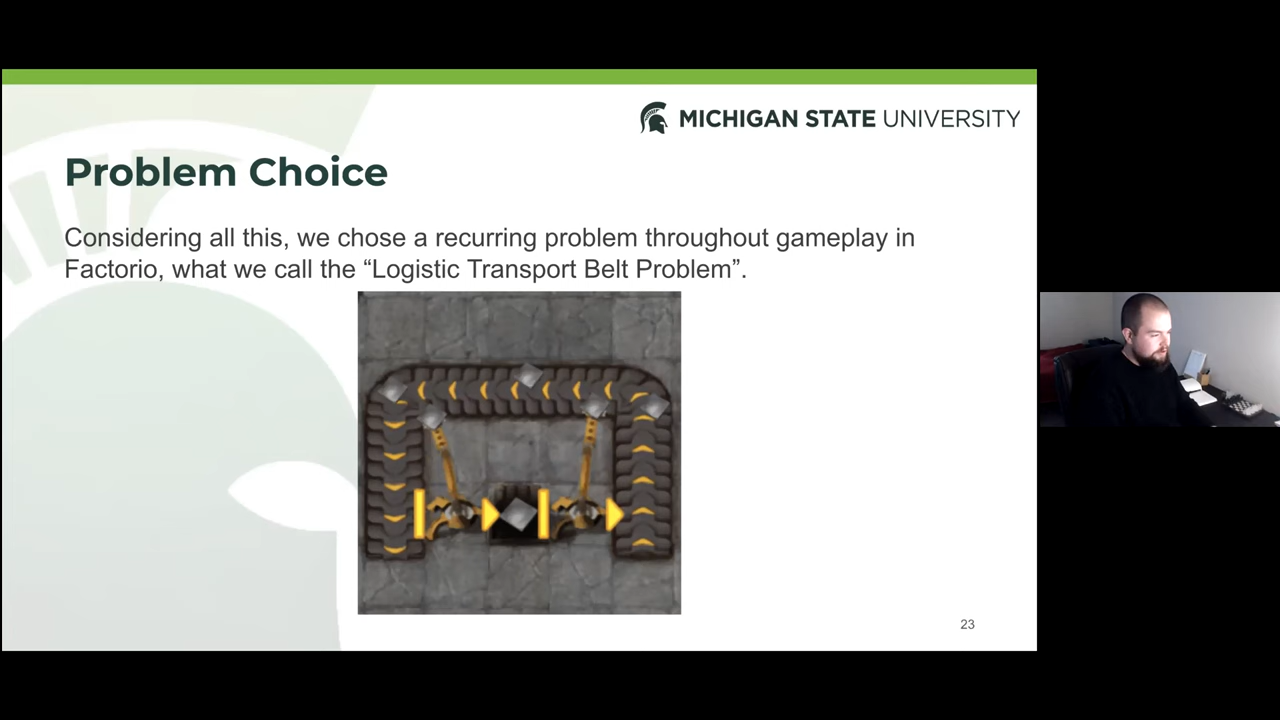 MICHIGAN STATE UNIVERSITY
Problem Choice
Considering all this, we chose a recurring problem throughout gameplay in
Factorio, what we call the “Logistic Transport Belt Problem”.
23